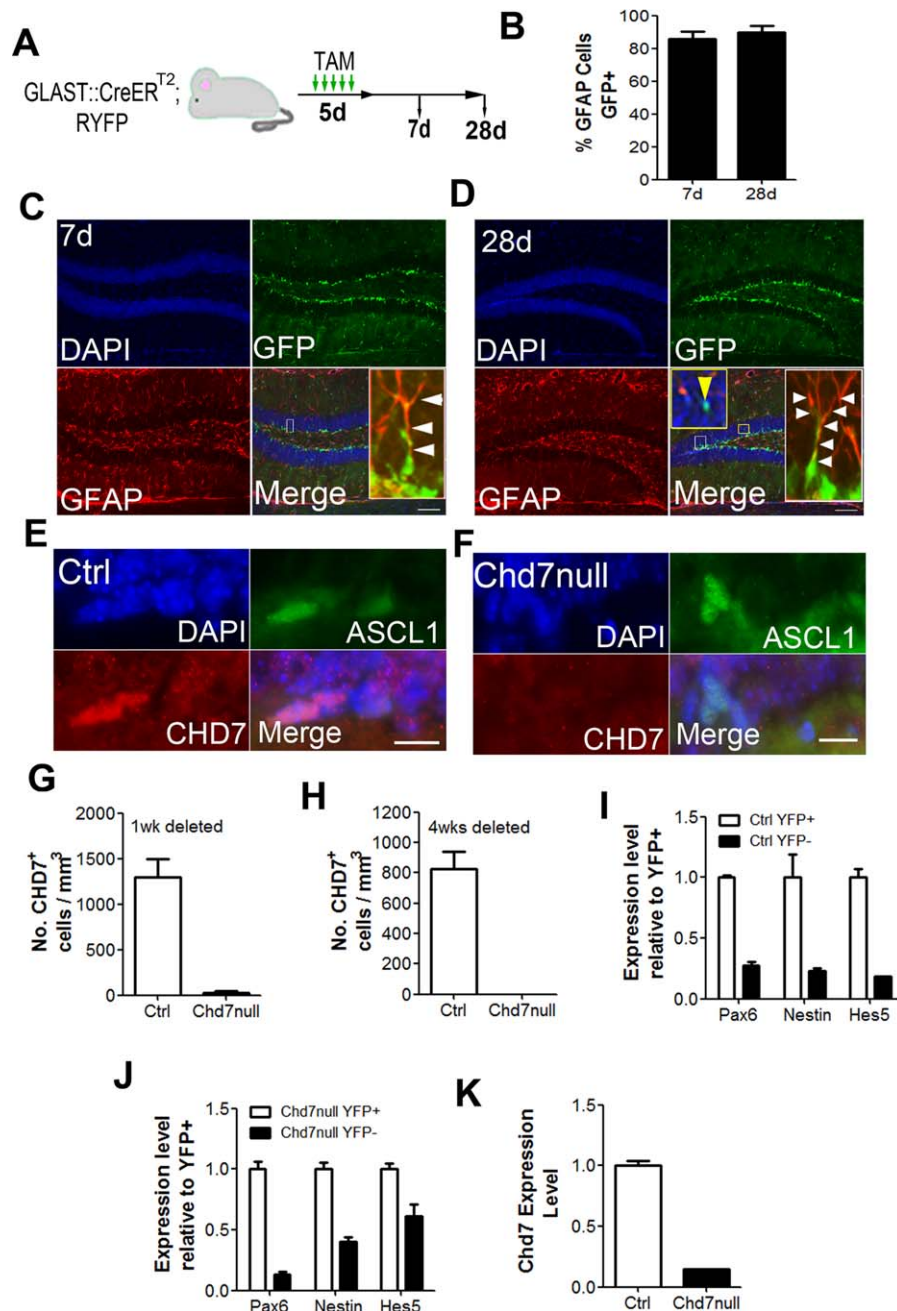 A
GLAST::CreER^T2;
RYFP
TAM
5d
7d
28d
B
% GFAP Cells
GFP+
100
80
60
40
20
0
7d
28d
C
7d
DAPI
GFP
GFAP
Merge
D
28d
DAPI
GFP
GFAP
Merge
E
Ctrl
DAPI
ASCL1
CHD7
Merge
F
Chd7null
DAPI
ASCL1
CHD7
Merge
G
No. CHD7⁺
cells / mm³
2000
1500
1000
500
0
1wk deleted
Ctrl
Chd7null
H
No. CHD7⁺
cells / mm³
1200
1000
800
600
400
200
0
4wks deleted
Ctrl
Chd7null
I
Expression level
relative to YFP+
1.5
1.0
0.5
0.0
Ctrl YFP+
Ctrl YFP-
Pax6
Nestin
Hes5
J
Expression level
relative to YFP+
1.5
1.0
0.5
0.0
Chd7null YFP+
Chd7null YFP-
Pax6
Nestin
Hes5
K
Chd7 Expression
Level
1.5
1.0
0.5
0.0
Ctrl
Chd7null